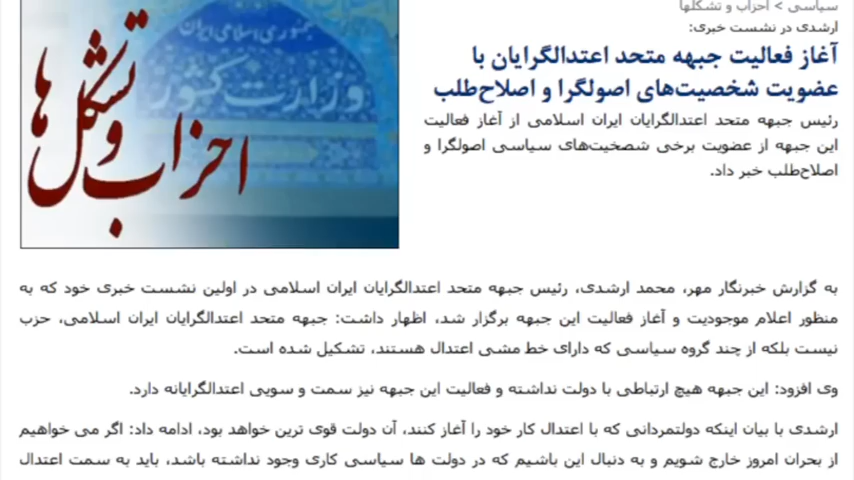 سیاسی > احزاب و تشکلها
ارشدی در نشست خبری:
آغاز فعالیت جبهه متحد اعتدالگرایان با
عضویت شخصیت‌های اصولگرا و اصلاح‌طلب
رئیس جبهه متحد اعتدالگرایان ایران اسلامی از آغاز فعالیت
این جبهه از عضویت برخی شصخیت‌های سیاسی اصولگرا و
اصلاح‌طلب خبر داد.
جمهوری اسلامی ایران
وزارت کشور
احزاب و تشکل ها
به گزارش خبرنگار مهر، محمد ارشدی، رئیس جبهه متحد اعتدالگرایان ایران اسلامی در اولین نشست خبری خود که به
منظور اعلام موجودیت و آغاز فعالیت این جبهه برگزار شد، اظهار داشت: جبهه متحد اعتدالگرایان ایران اسلامی، حزب
نیست بلکه از چند گروه سیاسی که دارای خط مشی اعتدال هستند، تشکیل شده است.
وی افزود: این جبهه هیچ ارتباطی با دولت نداشته و فعالیت این جبهه نیز سمت و سویی اعتدالگرایانه دارد.
ارشدی با بیان اینکه دولتمردانی که با اعتدال کار خود را آغاز کنند، آن دولت قوی ترین خواهد بود، ادامه داد: اگر می خواهیم
از بحران امروز خارج شویم و به دنبال این باشیم که در دولت ها سیاسی کاری وجود نداشته باشد، باید به سمت اعتدال